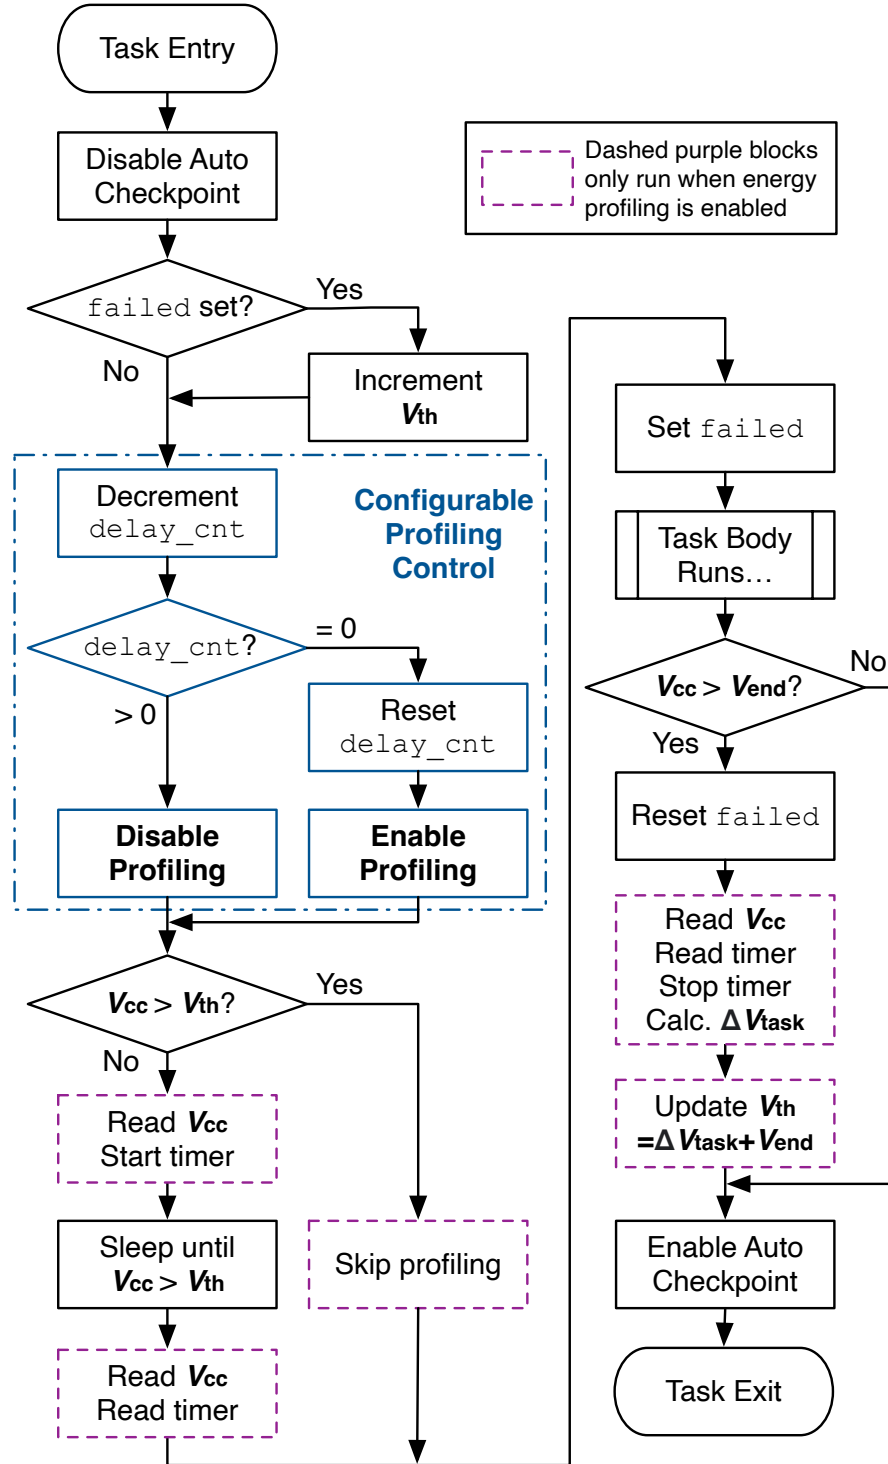 Task Entry
Disable Auto
Checkpoint
Dashed purple blocks
only run when energy
profiling is enabled
failed set?
Yes
No
Increment
Vth
Decrement
delay_cnt
Configurable
Profiling
Control
delay_cnt?
= 0
> 0
Reset
delay_cnt
Disable
Profiling
Enable
Profiling
Vcc > Vth?
Yes
No
Read Vcc
Start timer
Sleep until
Vcc > Vth
Skip profiling
Read Vcc
Read timer
Set failed
Task Body
Runs…
Vcc > Vend?
No
Yes
Reset failed
Read Vcc
Read timer
Stop timer
Calc. ΔVtask
Update Vth
=ΔVtask+Vend
Enable Auto
Checkpoint
Task Exit